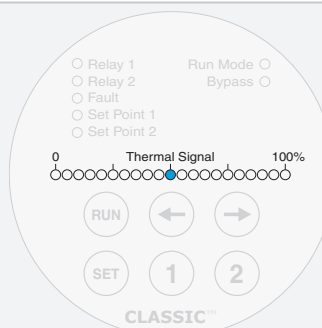 Relay 1
Run Mode
Relay 2
Bypass
Fault
Set Point 1
Set Point 2
0 Thermal Signal 100%
RUN
SET 1 2
CLASSIC™